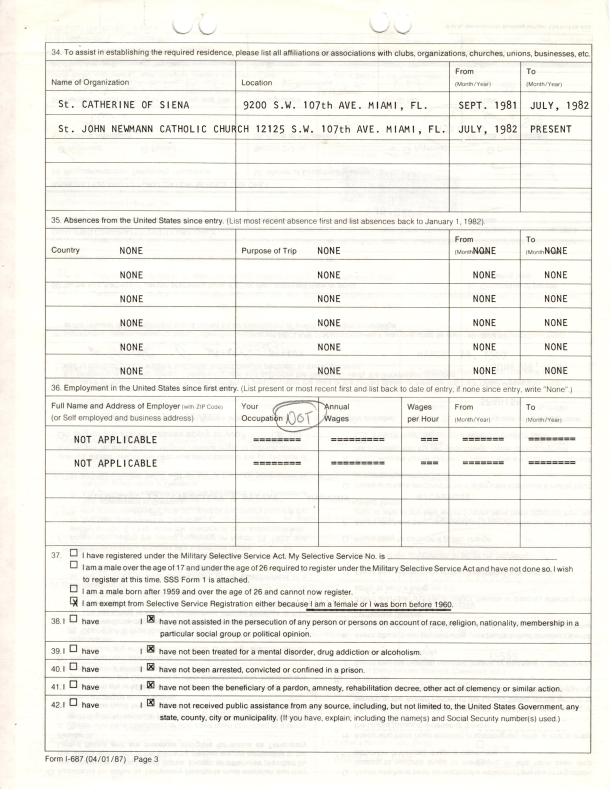 34. To assist in establishing the required residence, please list all affiliations or associations with clubs, organizations, churches, unions, businesses, etc.
Name of Organization Location From (Month/Year) To (Month/Year)
St. CATHERINE OF SIENA 9200 S.W. 107th AVE. MIAMI, FL. SEPT. 1981 JULY, 1982
St. JOHN NEWMANN CATHOLIC CHURCH 12125 S.W. 107th AVE. MIAMI, FL. JULY, 1982 PRESENT
35. Absences from the United States since entry. (List most recent absence first and list absences back to January 1, 1982).
Country NONE Purpose of Trip NONE From (Month NONE To (Month NONE
NONE NONE NONE NONE
NONE NONE NONE NONE
NONE NONE NONE NONE
NONE NONE NONE NONE
NONE NONE NONE NONE
36. Employment in the United States since first entry. (List present or most recent first and list back to date of entry, if none since entry, write "None".)
Full Name and Address of Employer (with ZIP Code) Your Annual Wages From To
(or Self employed and business address) Occupation NOT Wages per Hour (Month/Year) (Month/Year)
NOT APPLICABLE ======== ========= === ======= ========
NOT APPLICABLE ======== ========= === ======= ========
37. I have registered under the Military Selective Service Act. My Selective Service No. is
I am a male over the age of 17 and under the age of 26 required to register under the Military Selective Service Act and have not done so. I wish
to register at this time. SSS Form 1 is attached.
I am a male born after 1959 and over the age of 26 and cannot now register.
X I am exempt from Selective Service Registration either because I am a female or I was born before 1960.
38. I have I X have not assisted in the persecution of any person or persons on account of race, religion, nationality, membership in a
particular social group or political opinion.
39. I have I X have not been treated for a mental disorder, drug addiction or alcoholism.
40. I have I X have not been arrested, convicted or confined in a prison.
41. I have I X have not been the beneficiary of a pardon, amnesty, rehabilitation decree, other act of clemency or similar action.
42. I have I X have not received public assistance from any source, including, but not limited to, the United States Government, any
state, county, city or municipality. (If you have, explain, including the name(s) and Social Security number(s) used.)
Form I-687 (04/01/87) Page 3